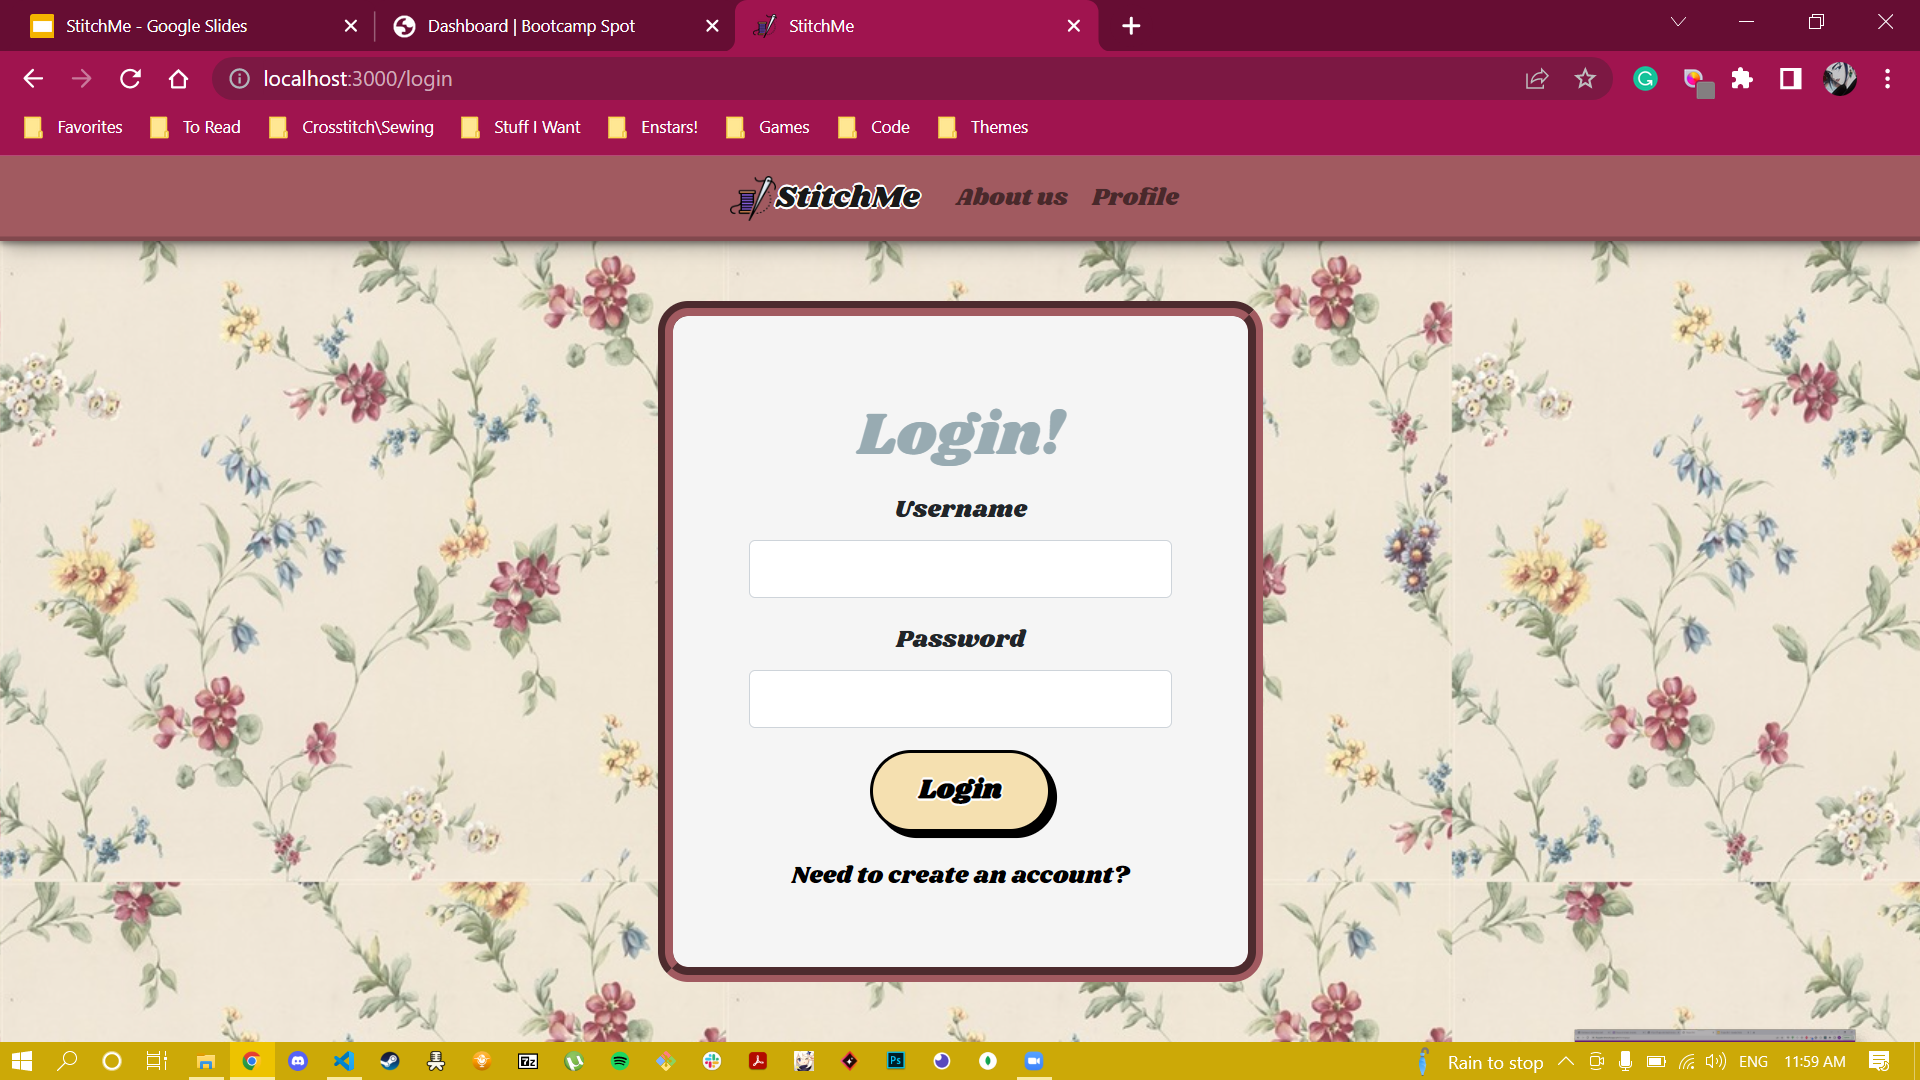 StitchMe - Google Slides
Dashboard | Bootcamp Spot
StitchMe
localhost:3000/login
Favorites
To Read
Crosstitch\Sewing
Stuff I Want
Enstars!
Games
Code
Themes
StitchMe
About us
Profile
Login!
Username
Password
Login
Need to create an account?
7z
Ps
Rain to stop
ENG
11:59 AM